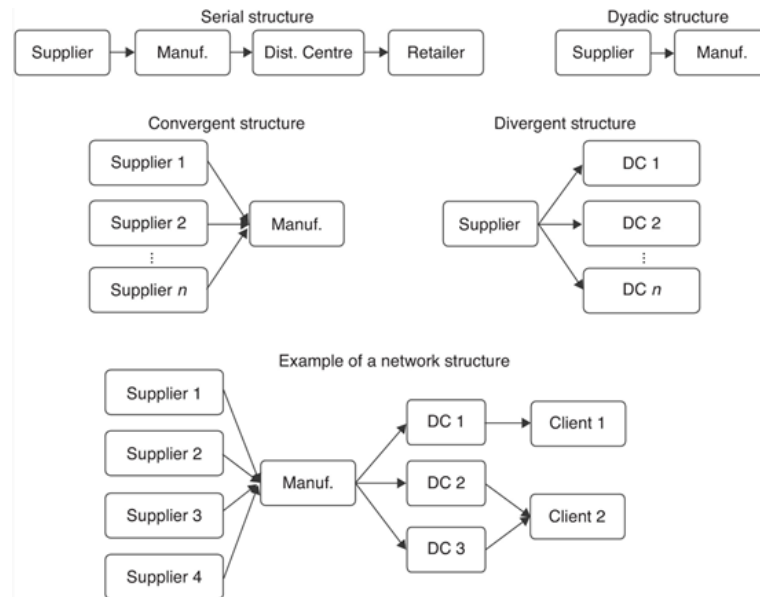 Serial structure
Supplier Manuf. Dist. Centre Retailer
Dyadic structure
Supplier Manuf.
Convergent structure
Supplier 1
Supplier 2
⋮
Supplier n
Manuf.
Divergent structure
Supplier
DC 1
DC 2
⋮
DC n
Example of a network structure
Supplier 1
Supplier 2
Supplier 3
Supplier 4
Manuf.
DC 1
DC 2
DC 3
Client 1
Client 2